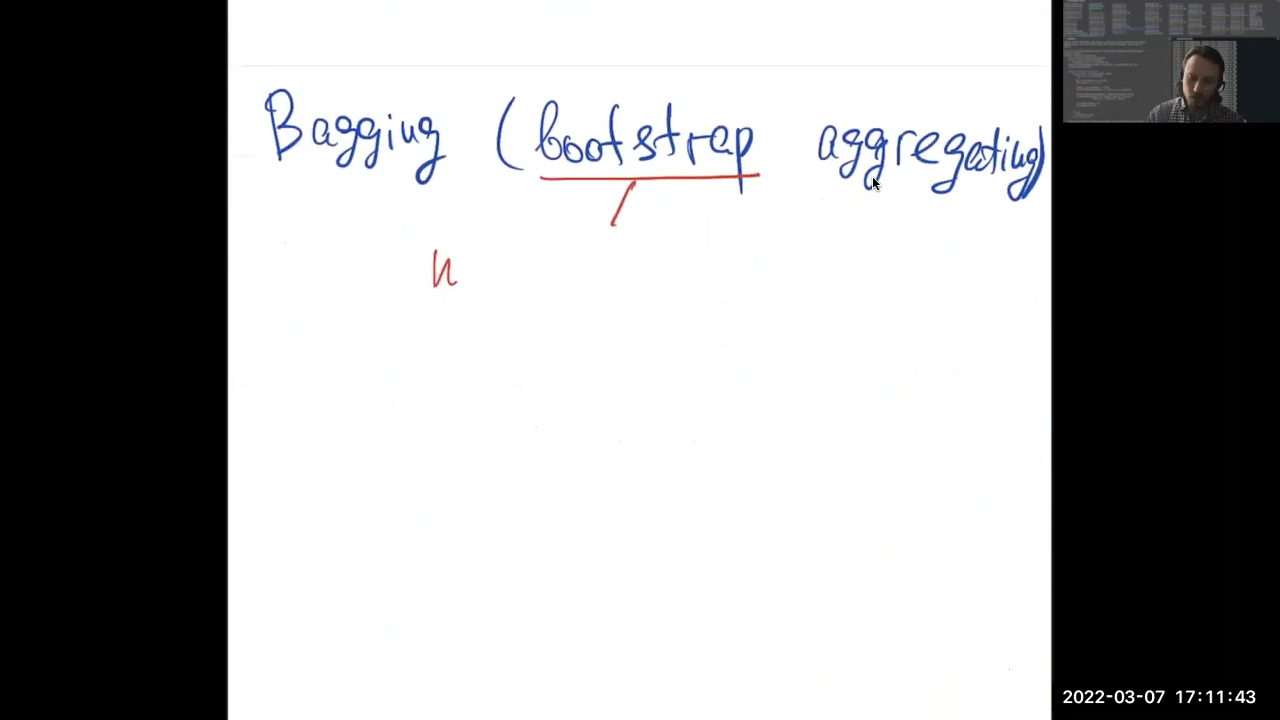 Bagging (bootstrap aggregating)
и
2022-03-07 17:11:43